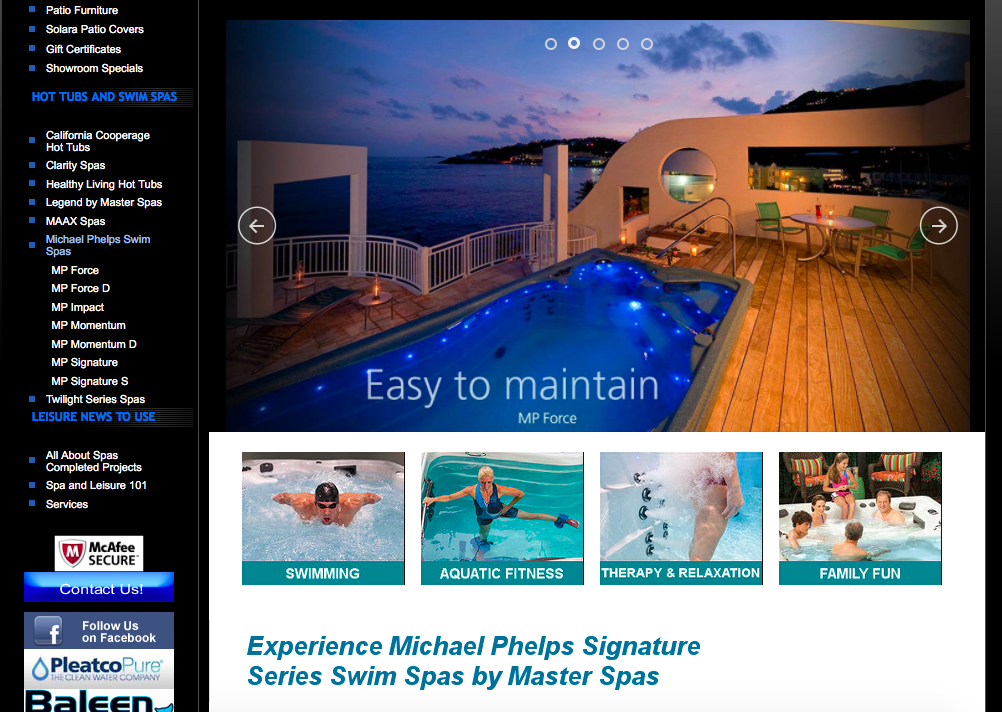 Patio Furniture
Solara Patio Covers
Gift Certificates
Showroom Specials
HOT TUBS AND SWIM SPAS
California Cooperage
Hot Tubs
Clarity Spas
Healthy Living Hot Tubs
Legend by Master Spas
MAAX Spas
Michael Phelps Swim
Spas
MP Force
MP Force D
MP Impact
MP Momentum
MP Momentum D
MP Signature
MP Signature S
Twilight Series Spas
LEISURE NEWS TO USE
All About Spas
Completed Projects
Spa and Leisure 101
Services
McAfee
SECURE™
Contact Us!
Follow Us
on Facebook
PleatcoPure®
THE CLEAN WATER COMPANY
Baleen
Easy to maintain
MP Force
SWIMMING
AQUATIC FITNESS
THERAPY & RELAXATION
FAMILY FUN
Experience Michael Phelps Signature
Series Swim Spas by Master Spas